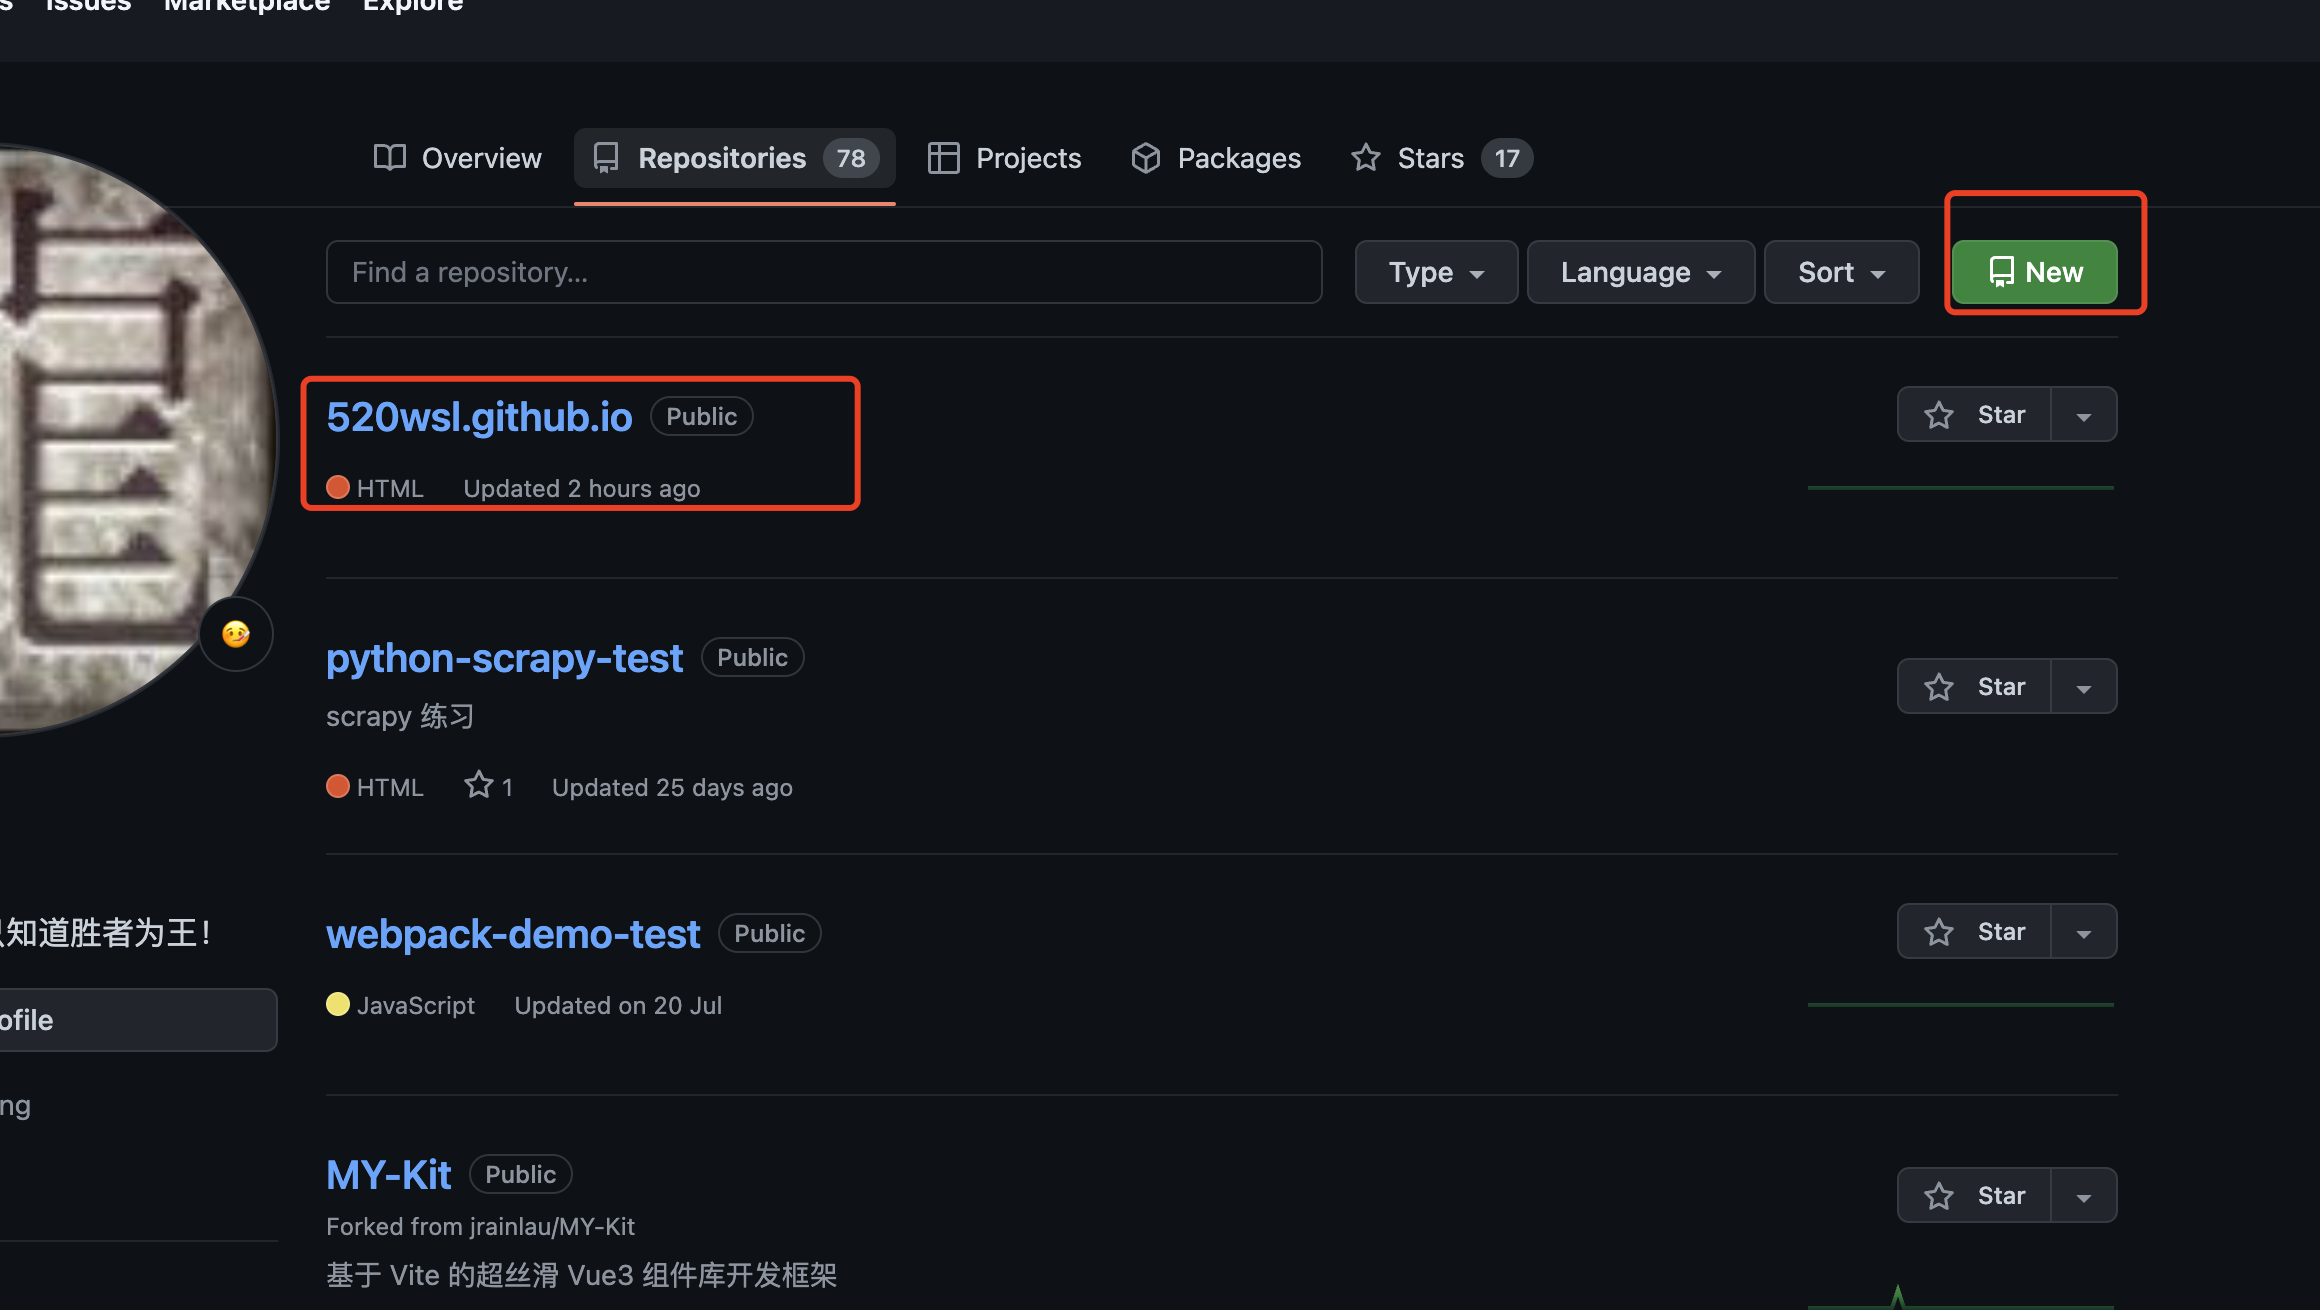 Issues Marketplace Explore
Overview Repositories 78 Projects Packages Stars 17
Find a repository... Type Language Sort New
520wsl.github.io Public
Star
HTML Updated 2 hours ago
python-scrapy-test Public
Star
scrapy 练习
HTML 1 Updated 25 days ago
知道胜者为王!
webpack-demo-test Public
Star
JavaScript Updated on 20 Jul
ofile
ng
MY-Kit Public
Star
Forked from jrainlau/MY-Kit
基于 Vite 的超丝滑 Vue3 组件库开发框架